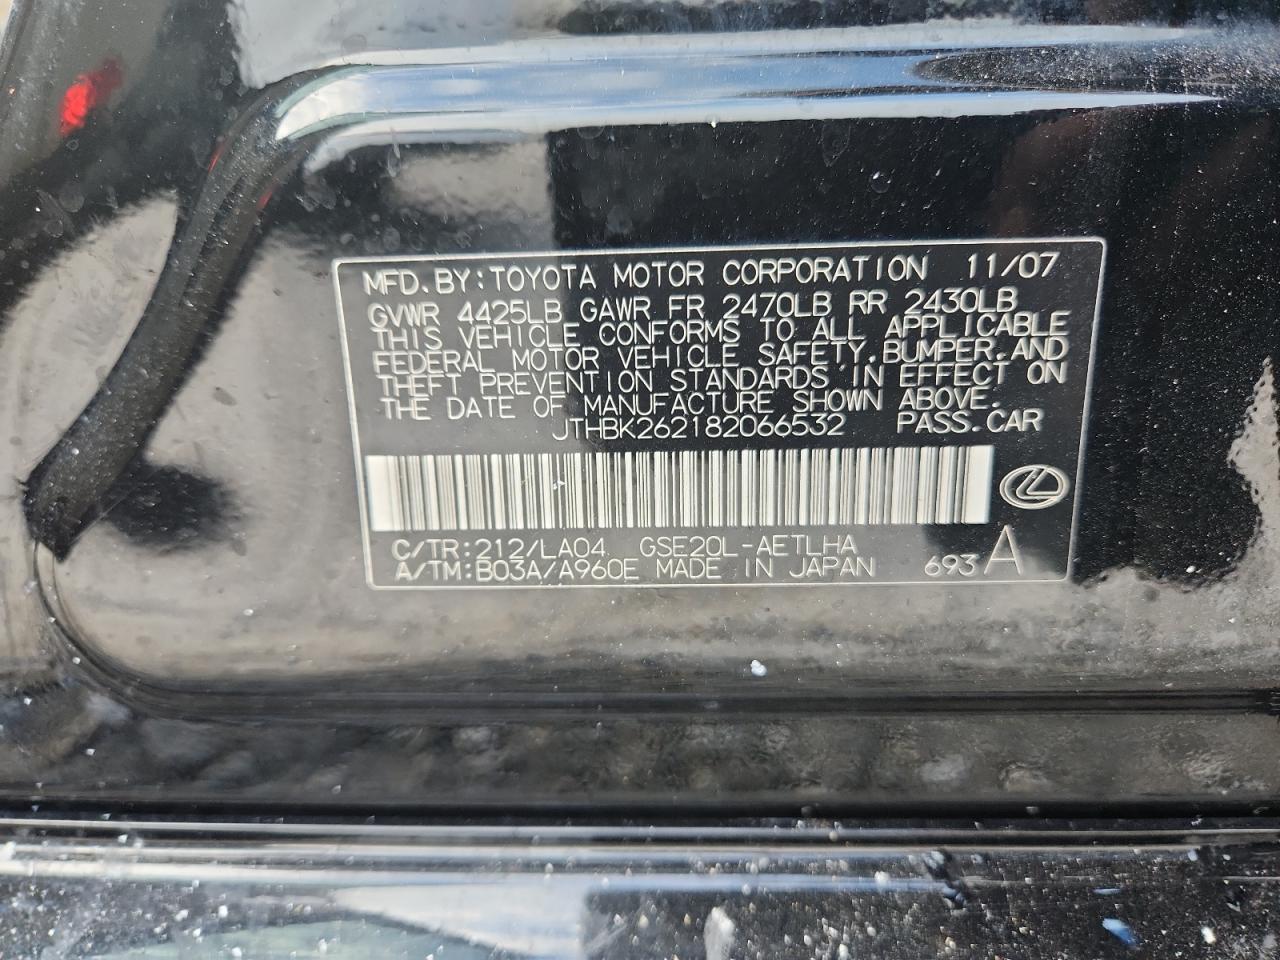 MFD.BY:TOYOTA MOTOR CORPORATION 11/07
GVWR 4425LB GAWR FR 2470LB RR 2430LB
THIS VEHICLE CONFORMS TO ALL APPLICABLE
FEDERAL MOTOR VEHICLE SAFETY,BUMPER,AND
THEFT PREVENTION STANDARDS IN EFFECT ON
THE DATE OF MANUFACTURE SHOWN ABOVE.
JTHBK262182066532 PASS.CAR
C/TR:212/LA04 GSE20L-AETLHA
A/TM:B03A/A960E MADE IN JAPAN 693 A